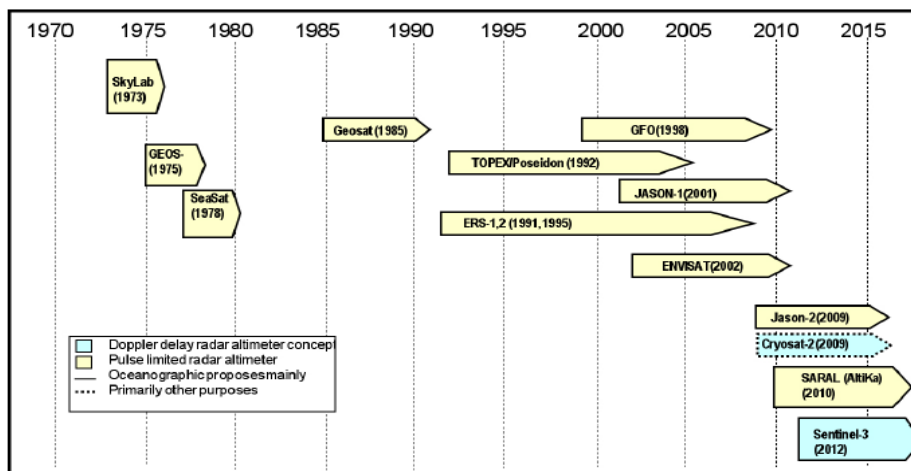 1970 1975 1980 1985 1990 1995 2000 2005 2010 2015
SkyLab
(1973)
Geosat (1985)
GFO(1998)
GEOS-
(1975)
TOPEX/Poseidon (1992)
JASON-1(2001)
SeaSat
(1978)
ERS-1,2 (1991,1995)
ENVISAT(2002)
Jason-2(2009)
Cryosat-2(2009)
Doppler delay radar altimeter concept
Pulse limited radar altimeter
Oceanographic proposes mainly
Primarily other purposes
SARAL (AltiKa)
(2010)
Sentinel-3
(2012)